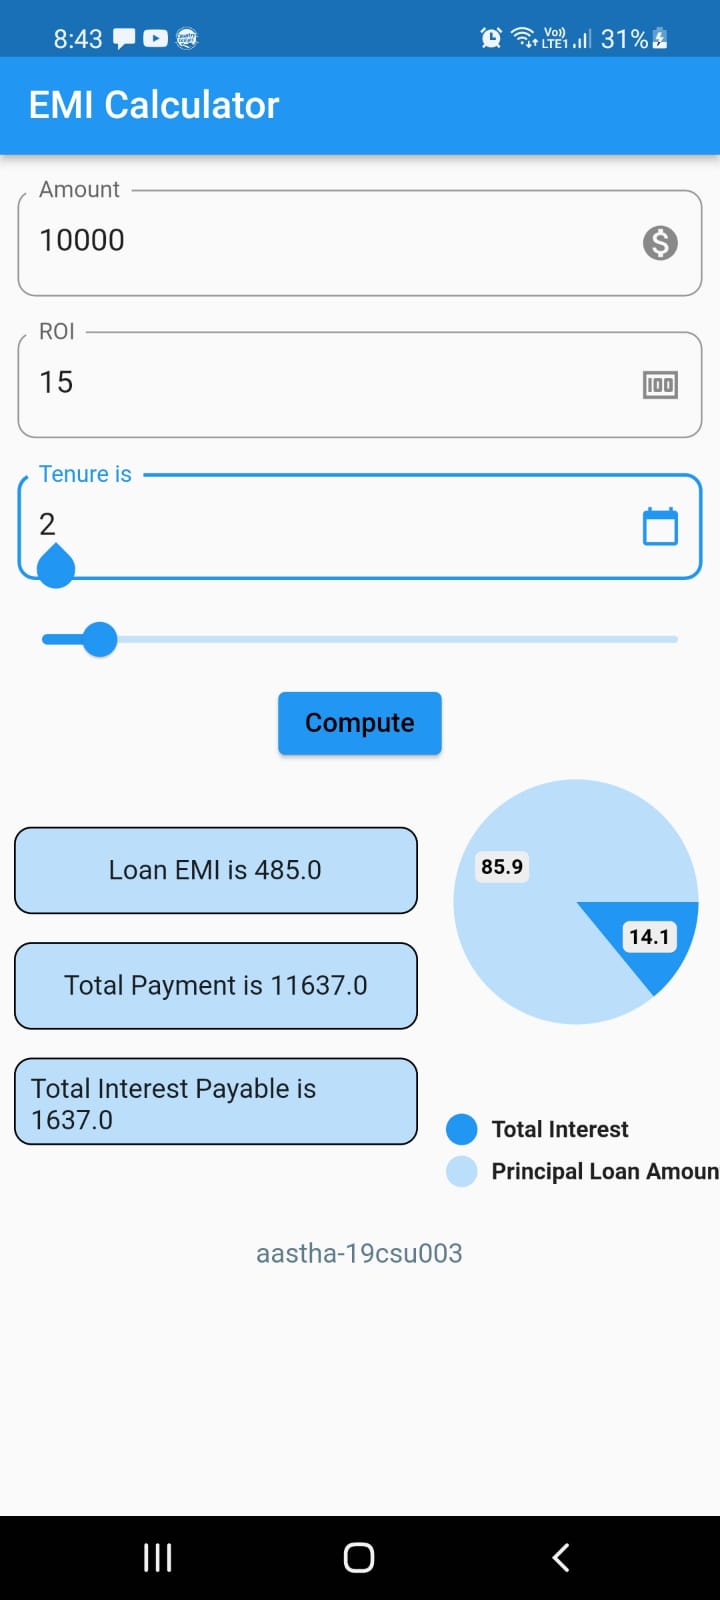 8:43
Vo))
LTE1
31%
EMI Calculator
Amount
10000
ROI
15
100
Tenure is
2
Compute
85.9
14.1
Loan EMI is 485.0
Total Payment is 11637.0
Total Interest Payable is
1637.0
Total Interest
Principal Loan Amoun
aastha-19csu003